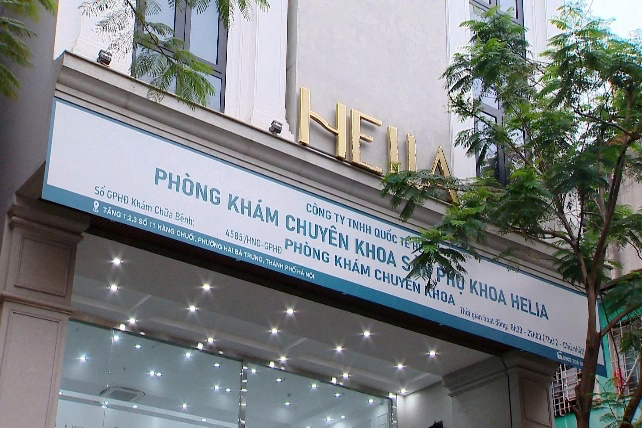 HELIA
CÔNG TY TNHH QUỐC TẾ
PHÒNG KHÁM CHUYÊN KHOA SẢN PHỤ KHOA HELIA
Số GPHĐ Khám Chữa Bệnh: 4585/HNO-GPHĐ
PHÒNG KHÁM CHUYÊN KHOA
TẦNG 1,2,3 SỐ 11 HÀNG CHUỐI, PHƯỜNG HAI BÀ TRƯNG, THÀNH PHỐ HÀ NỘI
Thời gian hoạt động: